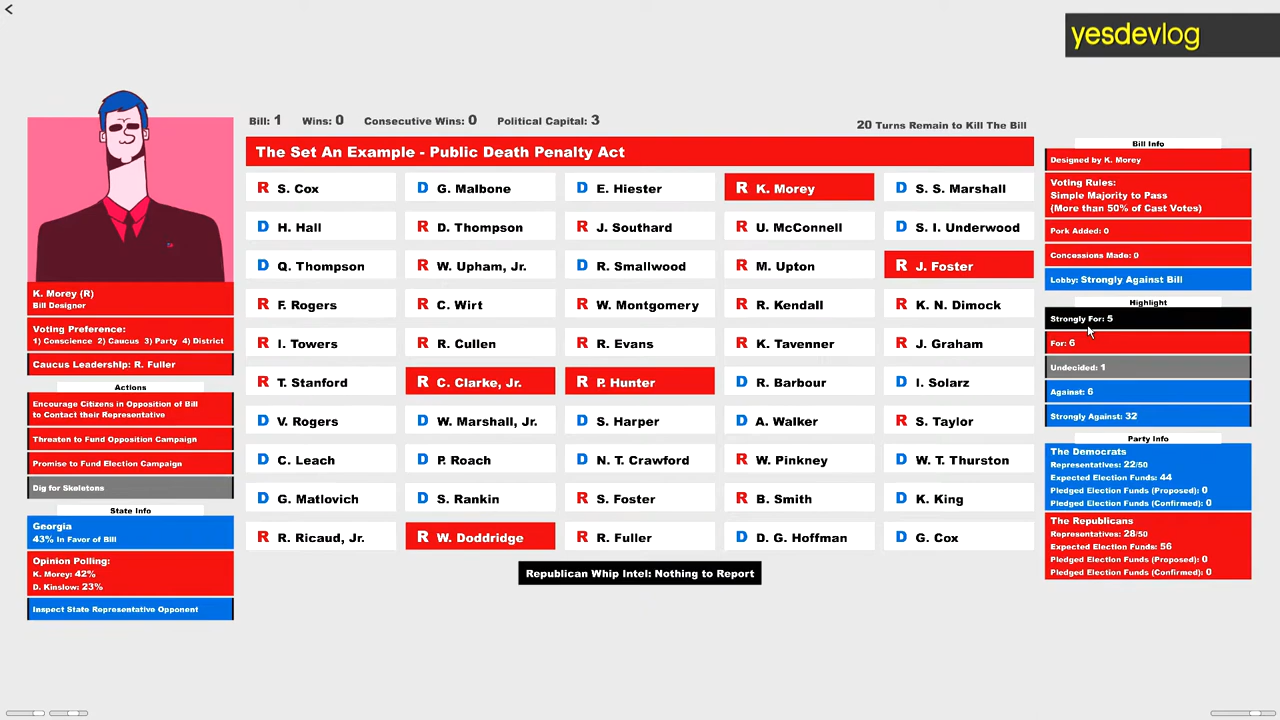 yesdevlog
Bill: 1 Wins: 0 Consecutive Wins: 0 Political Capital: 3
20 Turns Remain to Kill The Bill
The Set An Example - Public Death Penalty Act
R S. Cox D G. Malbone D E. Hiester R K. Morey D S. S. Marshall
D H. Hall R D. Thompson R J. Southard R U. McConnell D S. I. Underwood
D Q. Thompson R W. Upham, Jr. D R. Smallwood R M. Upton R J. Foster
R F. Rogers R C. Wirt R W. Montgomery R R. Kendall R K. N. Dimock
R I. Towers R R. Cullen R R. Evans R K. Tavenner R J. Graham
R T. Stanford R C. Clarke, Jr. R P. Hunter D R. Barbour D I. Solarz
D V. Rogers D W. Marshall, Jr. D S. Harper D A. Walker R S. Taylor
D C. Leach D P. Roach D N. T. Crawford R W. Pinkney D W. T. Thurston
D G. Matlovich D S. Rankin R S. Foster R B. Smith D K. King
R R. Ricaud, Jr. R W. Doddridge R R. Fuller D D. G. Hoffman D G. Cox
Republican Whip Intel: Nothing to Report
K. Morey (R)
Bill Designer
Voting Preference:
1) Conscience 2) Caucus 3) Party 4) District
Caucus Leadership: R. Fuller
Actions
Encourage Citizens in Opposition of Bill
to Contact their Representative
Threaten to Fund Opposition Campaign
Promise to Fund Election Campaign
Dig for Skeletons
State Info
Georgia
43% In Favor of Bill
Opinion Polling:
K. Morey: 42%
D. Kinslow: 23%
Inspect State Representative Opponent
Bill Info
Designed by K. Morey
Voting Rules:
Simple Majority to Pass
(More than 50% of Cast Votes)
Pork Added: 0
Concessions Made: 0
Lobby: Strongly Against Bill
Highlight
Strongly For: 5
For: 6
Undecided: 1
Against: 6
Strongly Against: 32
Party Info
The Democrats
Representatives: 22/50
Expected Election Funds: 44
Pledged Election Funds (Proposed): 0
Pledged Election Funds (Confirmed): 0
The Republicans
Representatives: 28/50
Expected Election Funds: 56
Pledged Election Funds (Proposed): 0
Pledged Election Funds (Confirmed): 0